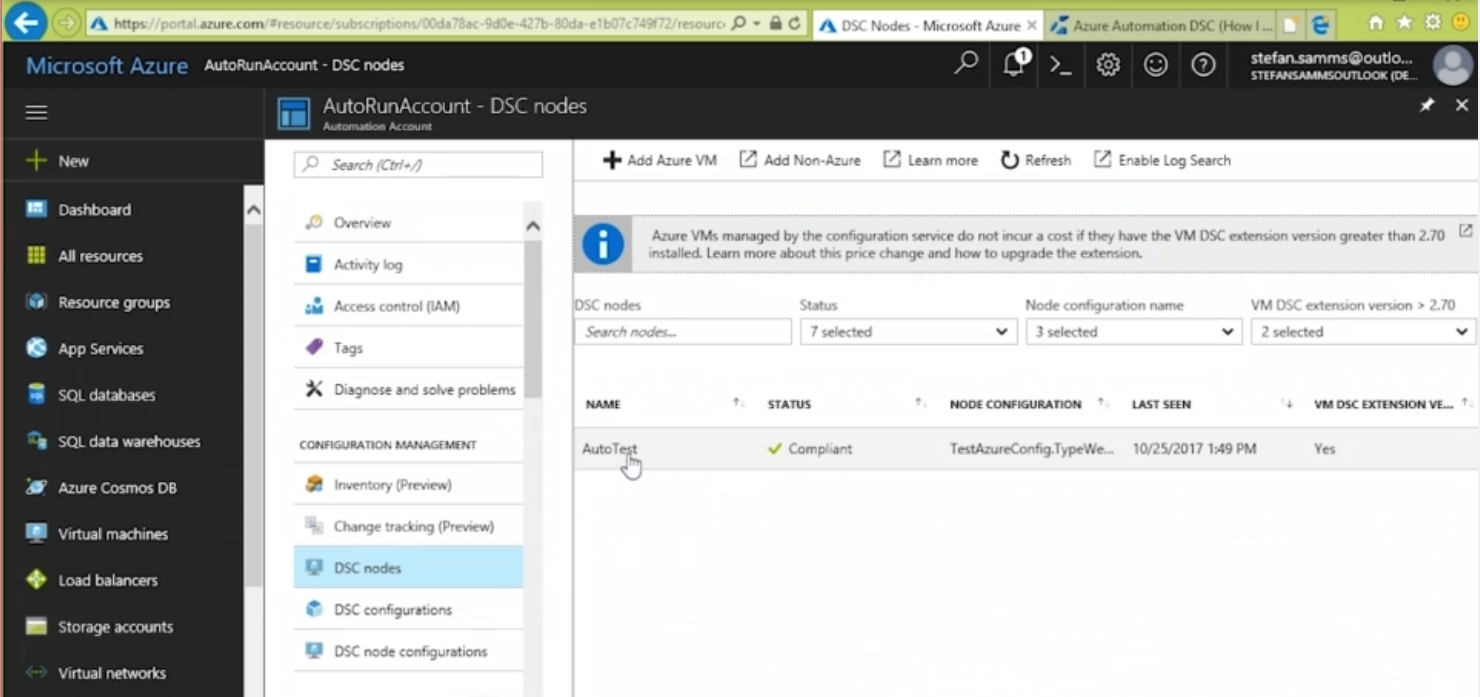 https://portal.azure.com/#resource/subscriptions/00da78ac-9d0e-427b-80da-e1b07c749f72/resourc
DSC Nodes - Microsoft Azure
Azure Automation DSC (How I ...
Microsoft Azure AutoRunAccount - DSC nodes
1
stefan.samms@outlo...
STEFANSAMMSOUTLOOK (DE...
AutoRunAccount - DSC nodes
Automation Account
New
Dashboard
All resources
Resource groups
App Services
SQL databases
SQL data warehouses
Azure Cosmos DB
Virtual machines
Load balancers
Storage accounts
Virtual networks
Search (Ctrl+/)
Overview
Activity log
Access control (IAM)
Tags
Diagnose and solve problems
CONFIGURATION MANAGEMENT
Inventory (Preview)
Change tracking (Preview)
DSC nodes
DSC configurations
DSC node configurations
Add Azure VM Add Non-Azure Learn more Refresh Enable Log Search
Azure VMs managed by the configuration service do not incur a cost if they have the VM DSC extension version greater than 2.70
installed. Learn more about this price change and how to upgrade the extension.
DSC nodes Status Node configuration name VM DSC extension version > 2.70
Search nodes... 7 selected 3 selected 2 selected
NAME STATUS NODE CONFIGURATION LAST SEEN VM DSC EXTENSION VE...
AutoTest Compliant TestAzureConfig.TypeWe... 10/25/2017 1:49 PM Yes